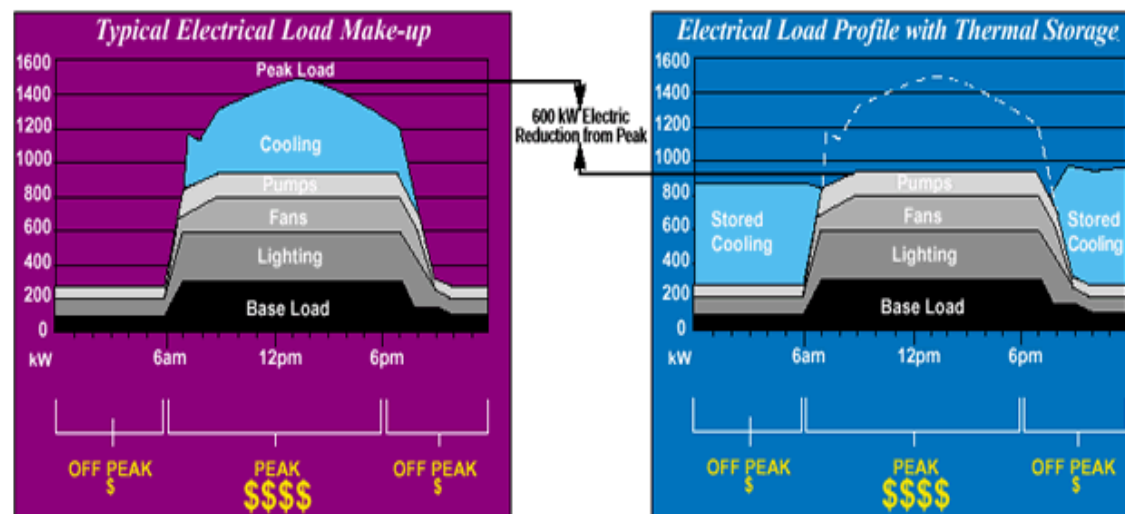 Typical Electrical Load Make-up
1600
1400
1200
1000
800
600
400
200
0
kW
Peak Load
Cooling
Pumps
Fans
Lighting
Base Load
6am 12pm 6pm
OFF PEAK
$
PEAK
$$$$
OFF PEAK
$
600 kW Electric
Reduction from Peak
Electrical Load Profile with Thermal Storage
1600
1400
1200
1000
800
600
400
200
0
kW
Stored
Cooling
Pumps
Fans
Lighting
Base Load
Stored
Cooling
6am 12pm 6pm
OFF PEAK
$
PEAK
$$$$
OFF PEAK
$